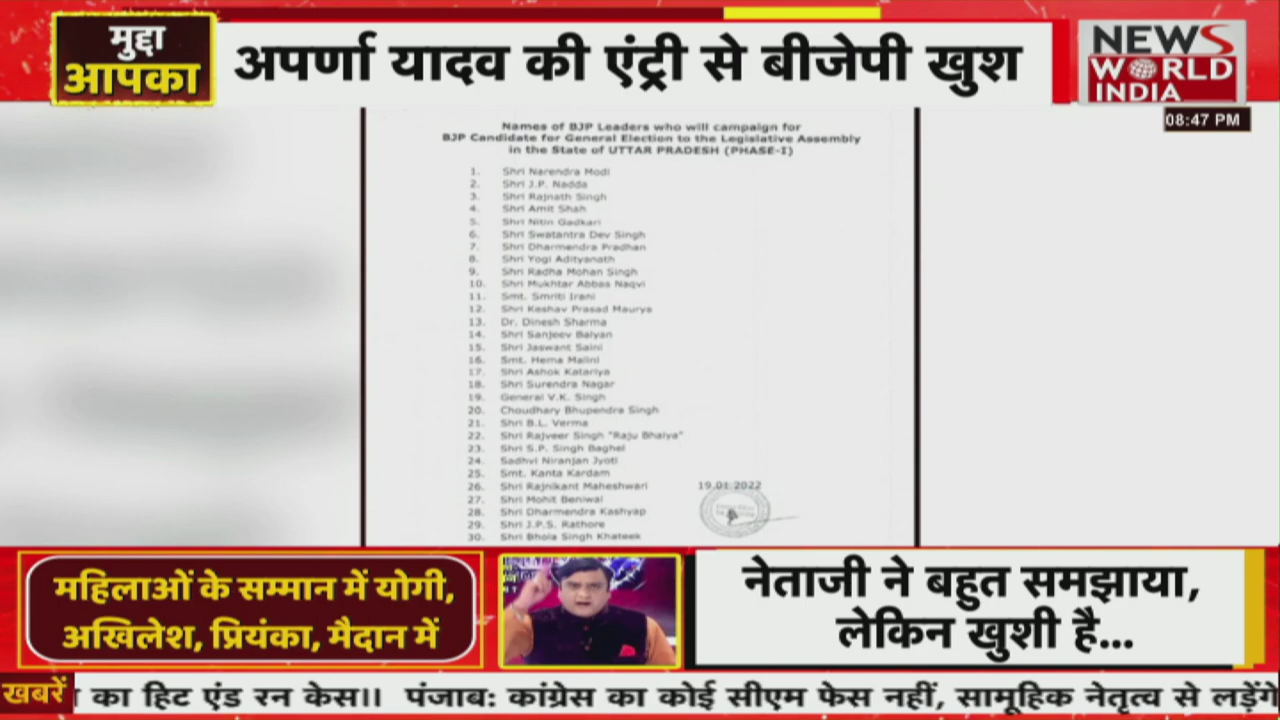 मुद्दा
आपका
अपर्णा यादव की एंट्री से बीजेपी खुश
NEWS
WORLD
INDIA
08:47 PM
Names of BJP Leaders who will campaign for
BJP Candidate for General Election to the Legislative Assembly
in the State of UTTAR PRADESH (PHASE-I)
1. Shri Narendra Modi
2. Shri J.P. Nadda
3. Shri Rajnath Singh
4. Shri Amit Shah
5. Shri Nitin Gadkari
6. Shri Swatantra Dev Singh
7. Shri Dharmendra Pradhan
8. Shri Yogi Adityanath
9. Shri Radha Mohan Singh
10. Shri Mukhtar Abbas Naqvi
11. Smt. Smriti Irani
12. Shri Keshav Prasad Maurya
13. Dr. Dinesh Sharma
14. Shri Sanjeev Balyan
15. Shri Jaswant Saini
16. Smt. Hema Malini
17. Shri Ashok Katariya
18. Shri Surendra Nagar
19. General V.K. Singh
20. Choudhary Bhupendra Singh
21. Shri B.L. Verma
22. Shri Rajveer Singh "Raju Bhaiya"
23. Shri S.P. Singh Baghel
24. Sadhvi Niranjan Jyoti
25. Smt. Kanta Kardam
26. Shri Rajnikant Maheshwari
27. Shri Mohit Beniwal
28. Shri Dharmendra Kashyap
29. Shri J.P.S. Rathore
30. Shri Bhola Singh Khateek
19.01.2022
महिलाओं के सम्मान में योगी,
अखिलेश, प्रियंका, मैदान में
नेताजी ने बहुत समझाया,
लेकिन खुशी है...
खबरें
का हिट एंड रन केस।। पंजाब: कांग्रेस का कोई सीएम फेस नहीं, सामूहिक नेतृत्व से लड़ेंगे